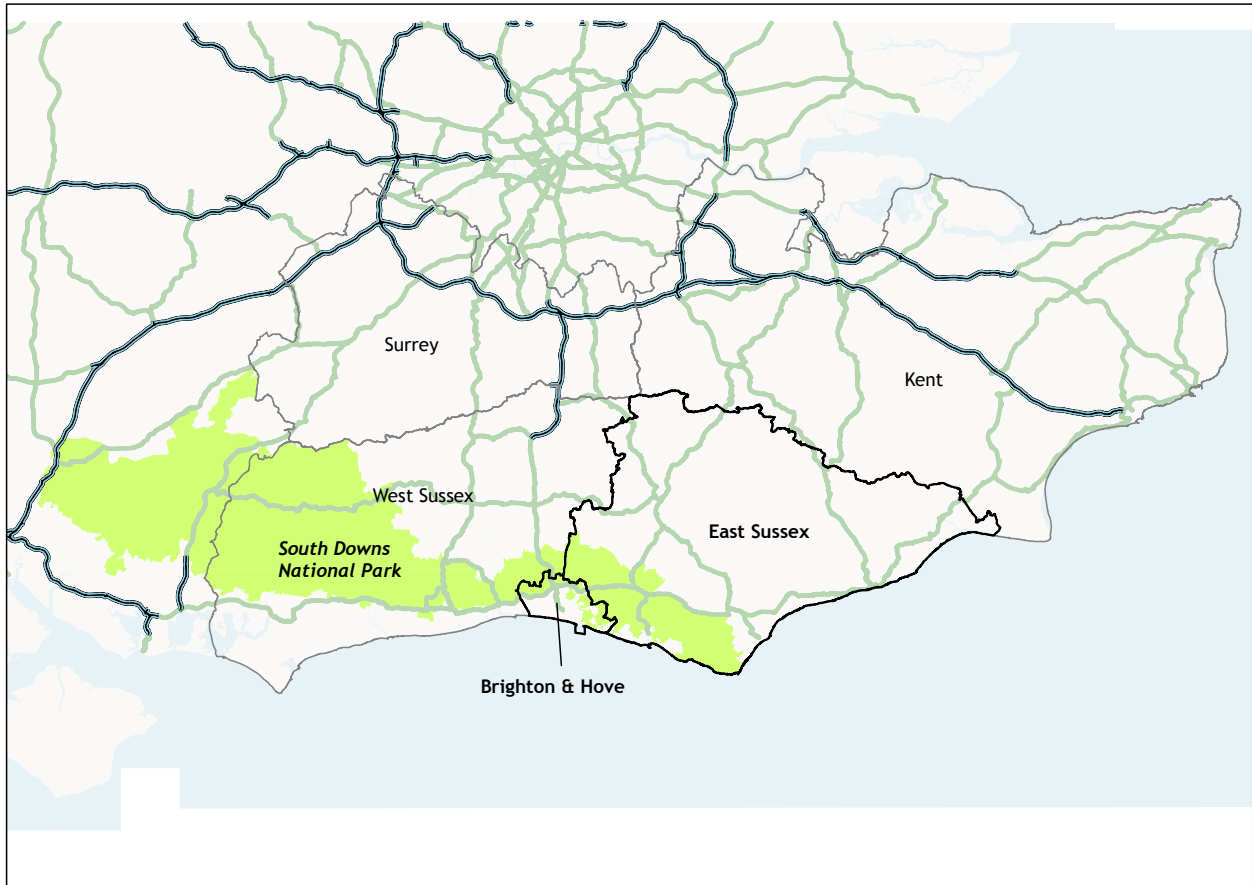 Surrey
Kent
West Sussex
East Sussex
South Downs
National Park
Brighton & Hove